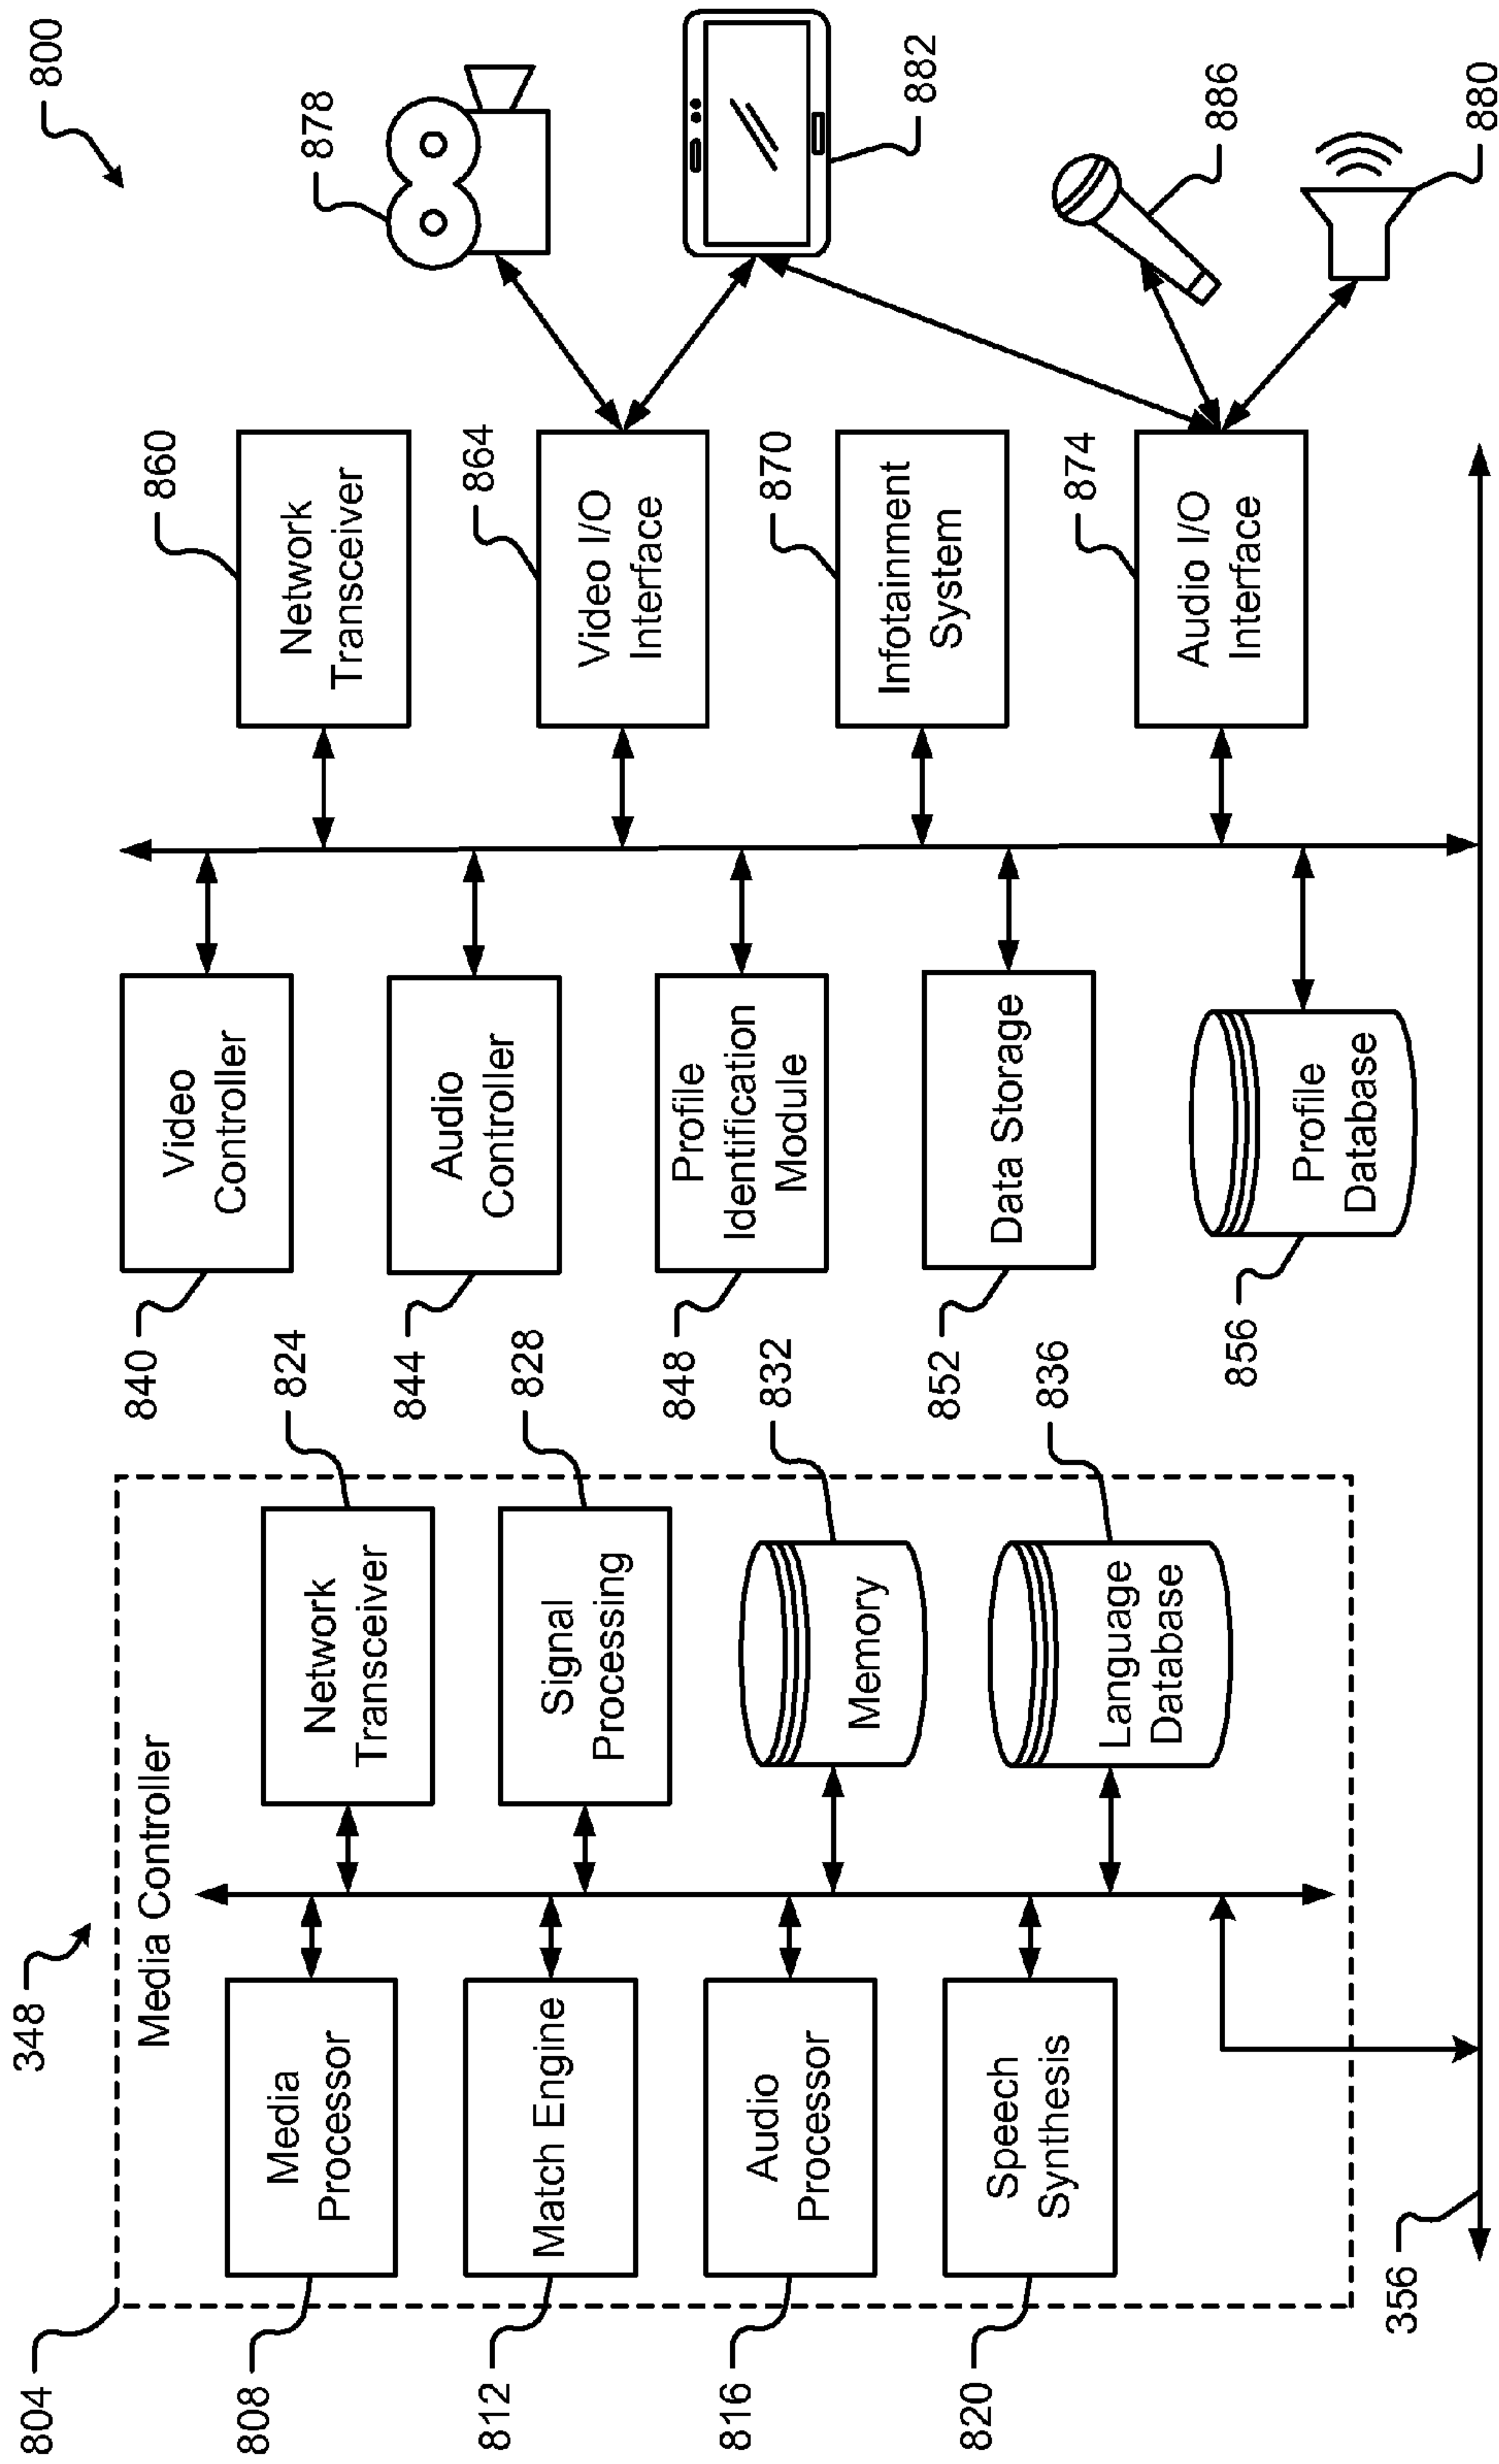 800
348
804
Media Controller
808
Media
Processor
812
Match Engine
816
Audio
Processor
820
Speech
Synthesis
824
Network
Transceiver
828
Signal
Processing
832
Memory
836
Language
Database
840
Video
Controller
844
Audio
Controller
848
Profile
Identification
Module
852
Data Storage
856
Profile
Database
860
Network
Transceiver
864
Video I/O
Interface
870
Infotainment
System
874
Audio I/O
Interface
878
882
886
880
356